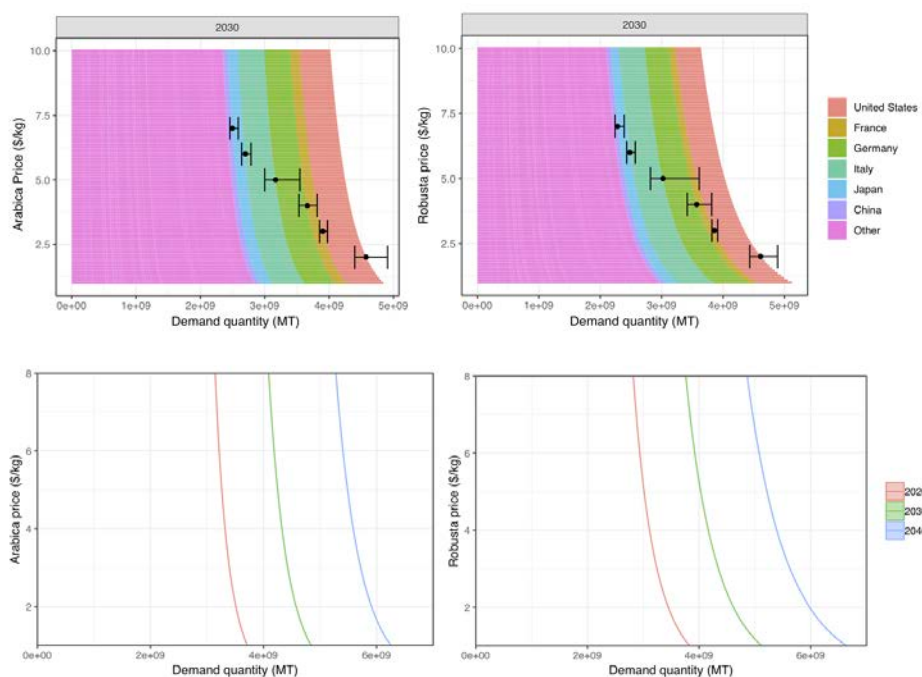 2030
10.0
7.5
5.0
2.5
Arabica Price ($/kg)
0e+00 1e+09 2e+09 3e+09 4e+09 5e+09
Demand quantity (MT)
2030
10.0
7.5
5.0
2.5
Robusta price ($/kg)
0e+00 1e+09 2e+09 3e+09 4e+09 5e+09
Demand quantity (MT)
United States
France
Germany
Italy
Japan
China
Other
8
6
4
2
Arabica price ($/kg)
0e+00 2e+09 4e+09 6e+09
Demand quantity (MT)
8
6
4
2
Robusta price ($/kg)
0e+00 2e+09 4e+09 6e+09
Demand quantity (MT)
202
203
204